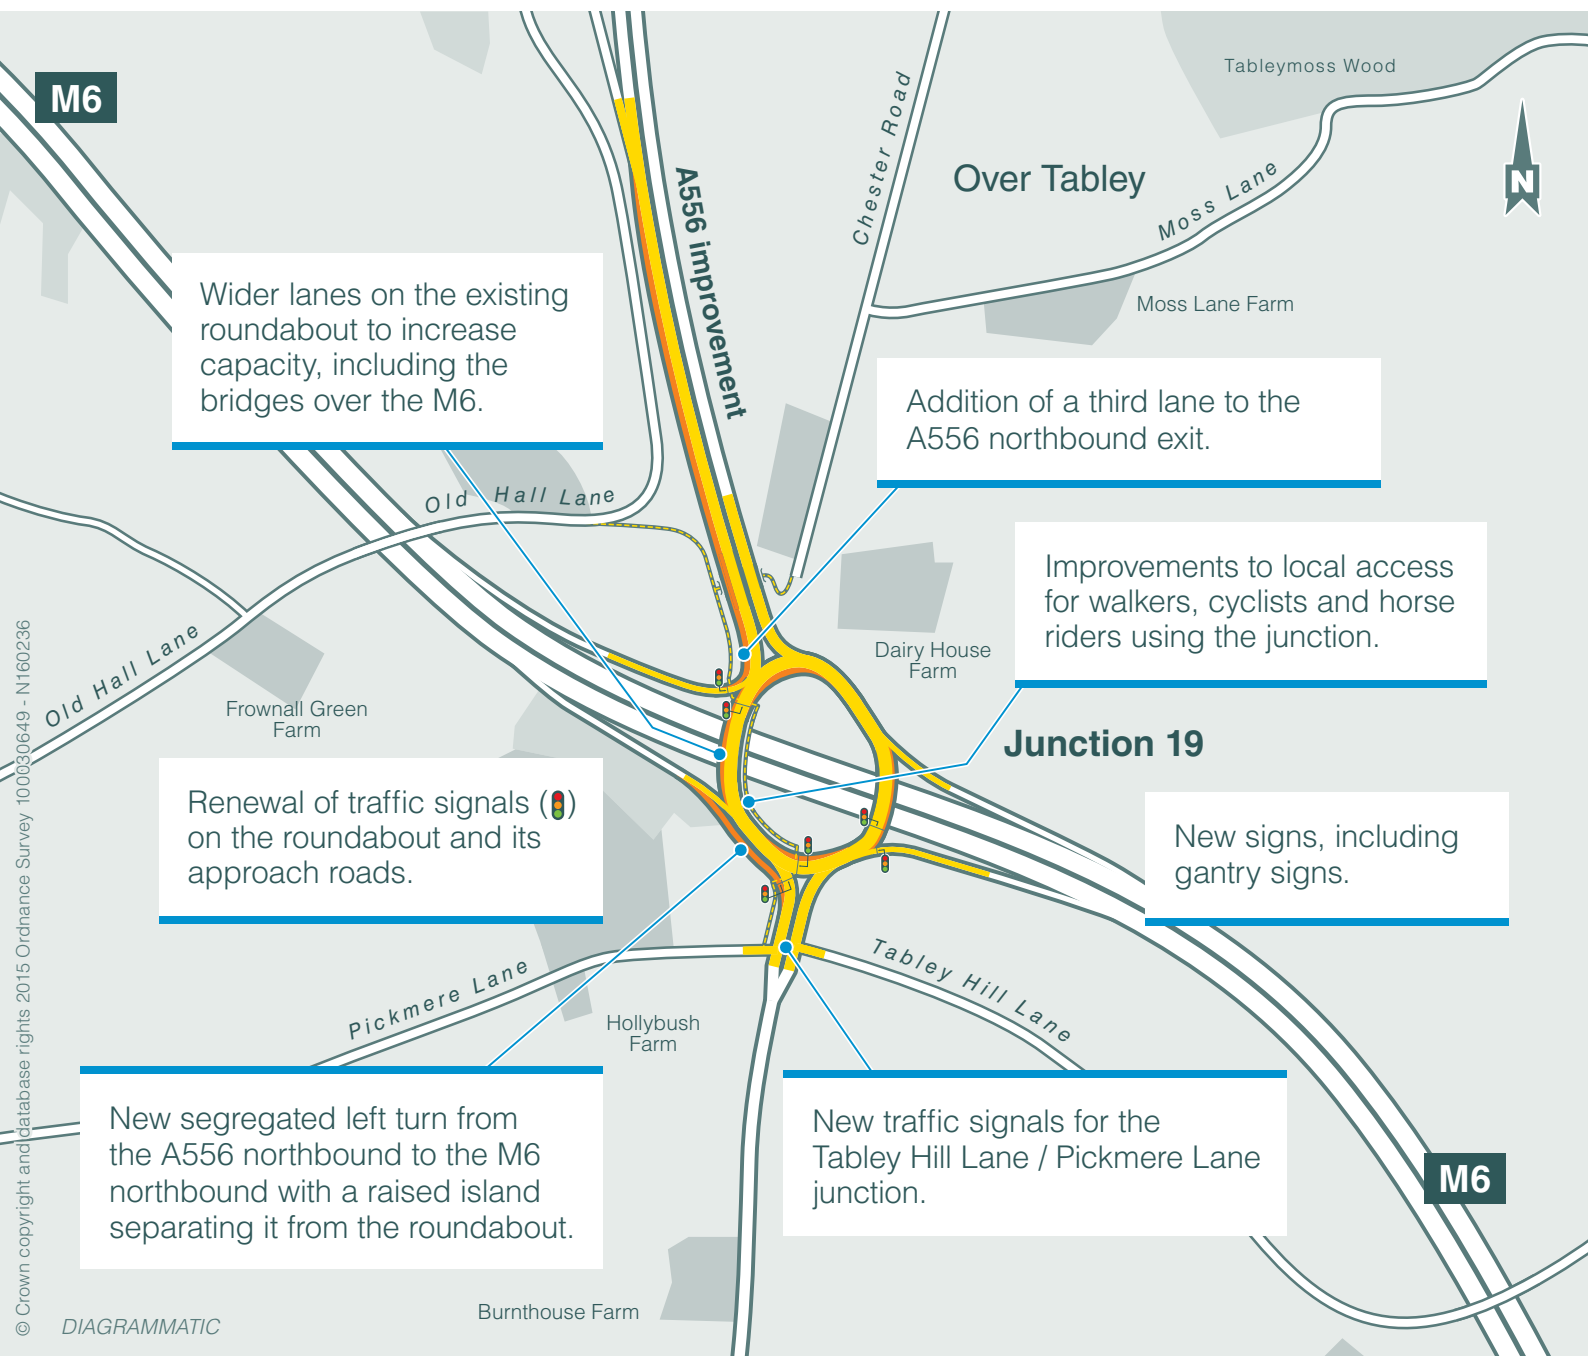 M6
Tableymoss Wood
Chester Road
Over Tabley
Moss Lane
N
A556 improvement
Moss Lane Farm
Wider lanes on the existing
roundabout to increase
capacity, including the
bridges over the M6.
Addition of a third lane to the
A556 northbound exit.
Old Hall Lane
Improvements to local access
for walkers, cyclists and horse
riders using the junction.
Old Hall Lane
Dairy House
Farm
Frownall Green
Farm
Junction 19
Renewal of traffic signals ( )
on the roundabout and its
approach roads.
New signs, including
gantry signs.
Pickmere Lane
Tabley Hill Lane
Hollybush
Farm
New segregated left turn from
the A556 northbound to the M6
northbound with a raised island
separating it from the roundabout.
New traffic signals for the
Tabley Hill Lane / Pickmere Lane
junction.
M6
Burnthouse Farm
DIAGRAMMATIC
© Crown copyright and database rights 2015 Ordnance Survey 100030649 - N160236